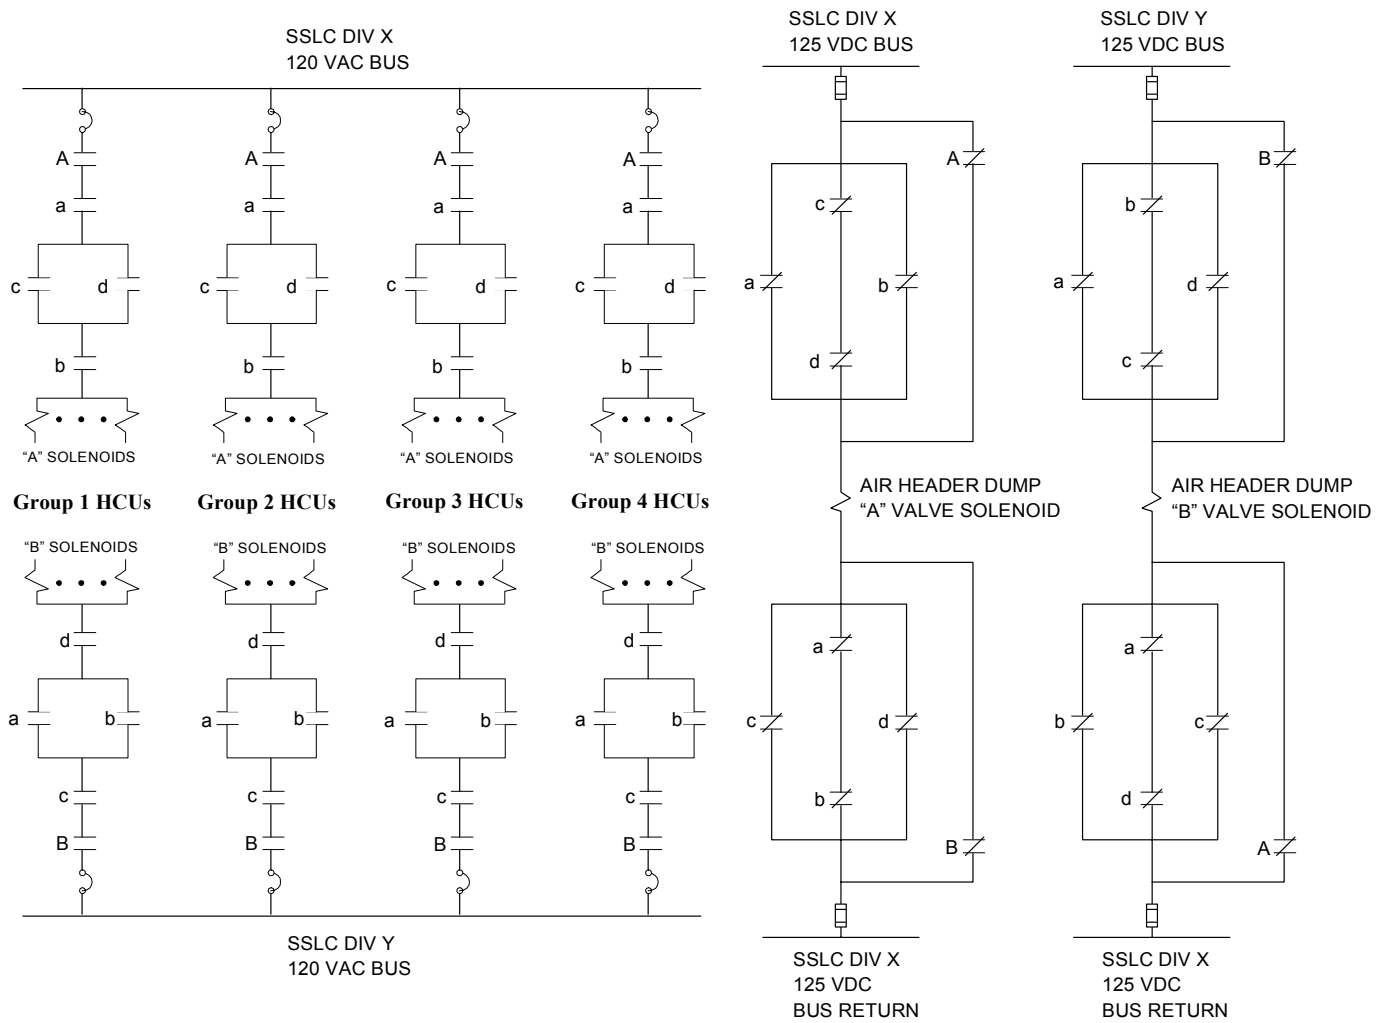 SSLC DIV X
120 VAC BUS
SSLC DIV X
125 VDC BUS
SSLC DIV Y
125 VDC BUS
A A A A A B
a a a a c b
c d c d c d c d a b a d
b b b b d c
"A" SOLENOIDS "A" SOLENOIDS "A" SOLENOIDS "A" SOLENOIDS
Group 1 HCUs Group 2 HCUs Group 3 HCUs Group 4 HCUs
AIR HEADER DUMP
"A" VALVE SOLENOID
AIR HEADER DUMP
"B" VALVE SOLENOID
"B" SOLENOIDS "B" SOLENOIDS "B" SOLENOIDS "B" SOLENOIDS
d d d d a a
a b a b a b a b c d b c
c c c c b d
B B B B B A
SSLC DIV Y
120 VAC BUS
SSLC DIV X
125 VDC
BUS RETURN
SSLC DIV X
125 VDC
BUS RETURN